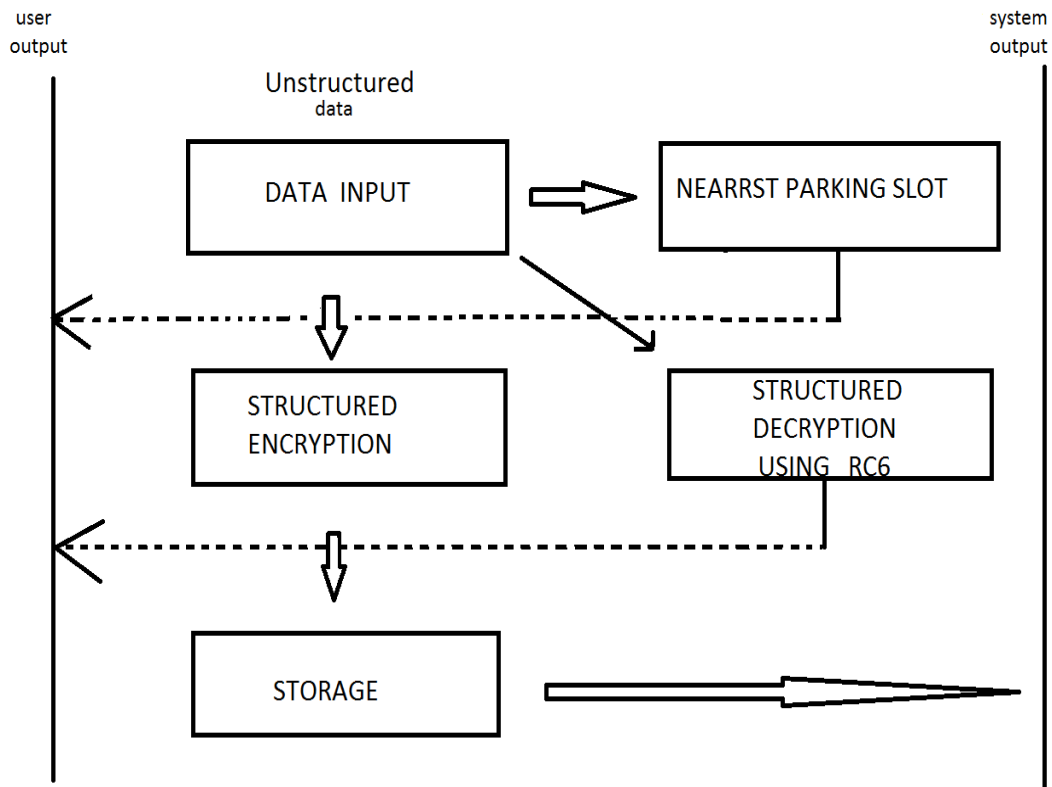 user
output
system
output
Unstructured
data
DATA INPUT
NEARRST PARKING SLOT
STRUCTURED
ENCRYPTION
STRUCTURED
DECRYPTION
USING RC6
STORAGE